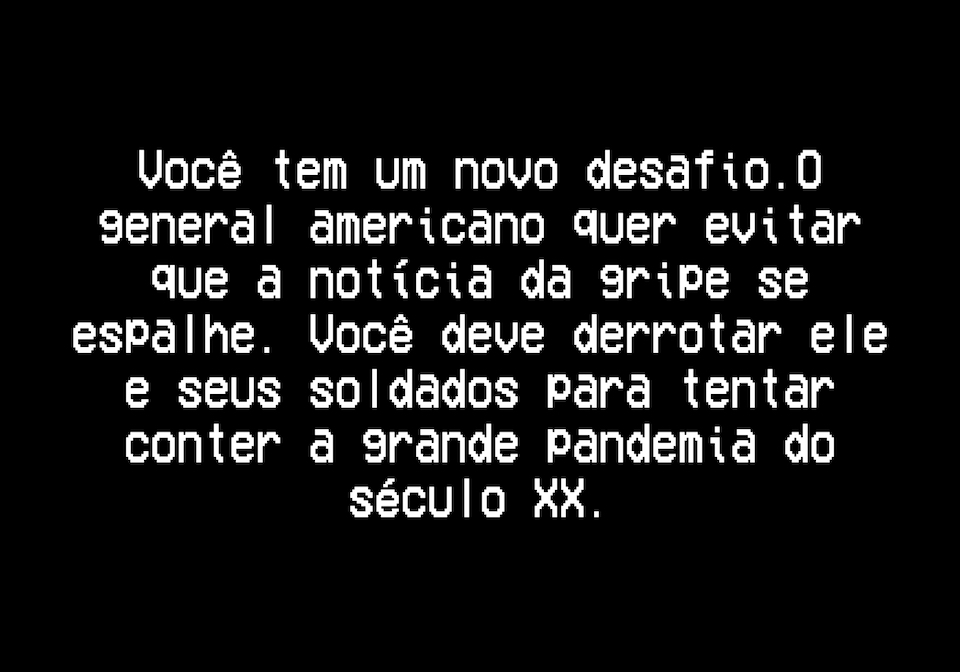 Você tem um novo desafio.O
general americano quer evitar
que a notícia da gripe se
espalhe. Você deve derrotar ele
e seus soldados para tentar
conter a grande pandemia do
século XX.